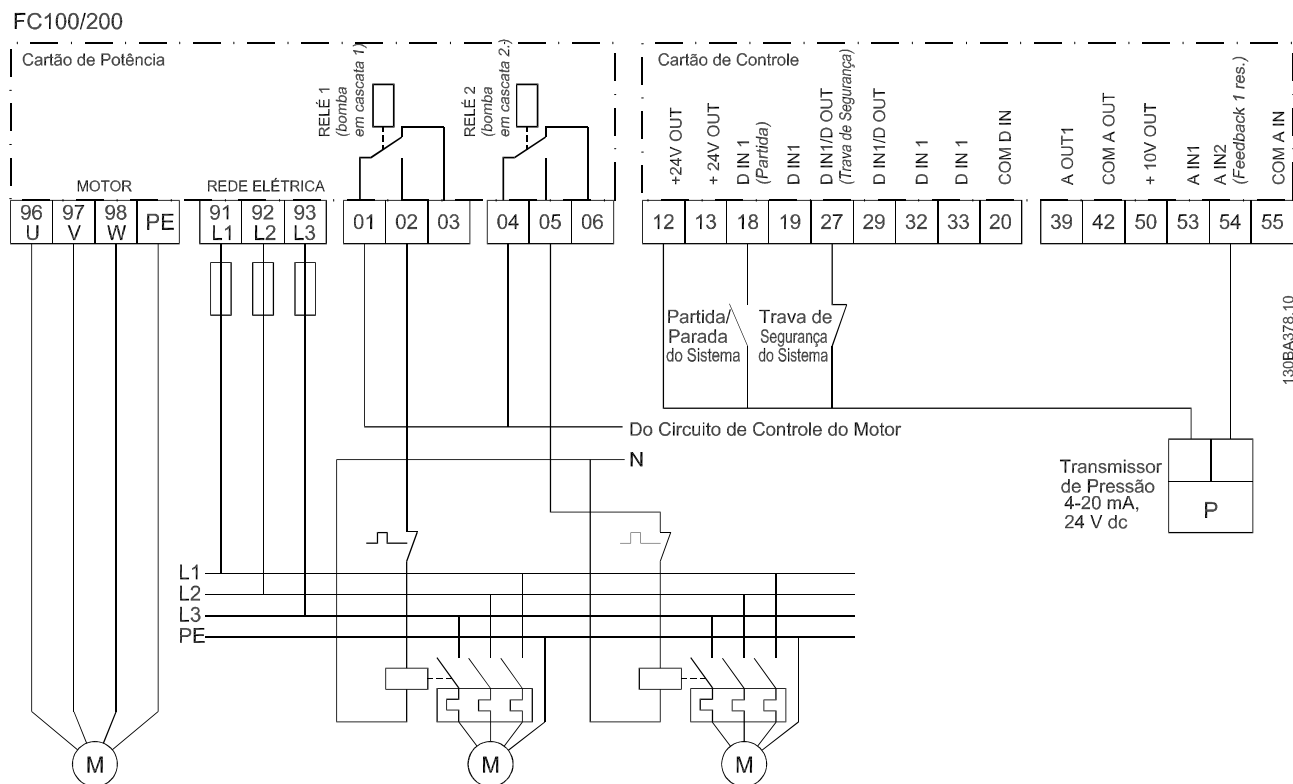 FC100/200
Cartão de Potência
RELÉ 1
(bomba
em cascata 1)
RELÉ 2
(bomba
em cascata 2.)
MOTOR
REDE ELÉTRICA
96
U
97
V
98
W
PE
91
L1
92
L2
93
L3
01
02
03
04
05
06
Cartão de Controle
+24V OUT
+ 24V OUT
D IN 1
(Partida)
D IN1
D IN1/D OUT
(Trava de Segurança)
D IN1/D OUT
D IN 1
D IN 1
COM D IN
A OUT1
COM A OUT
+ 10V OUT
A IN1
A IN2
(Feedback 1 res.)
COM A IN
12
13
18
19
27
29
32
33
20
39
42
50
53
54
55
Partida/
Parada
do Sistema
Trava de
Segurança
do Sistema
130BA378.10
Do Circuito de Controle do Motor
N
Transmissor
de Pressão
4-20 mA,
24 V dc
P
L1
L2
L3
PE
M
M
M